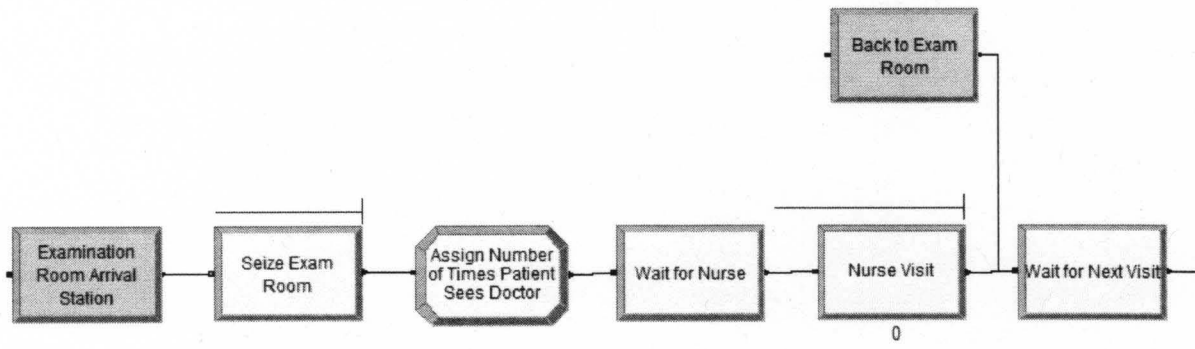 Back to Exam
Room
Examination
Room Arrival
Station
Seize Exam
Room
Assign Number
of Times Patient
Sees Doctor
Wait for Nurse
Nurse Visit
0
Wait for Next Visit